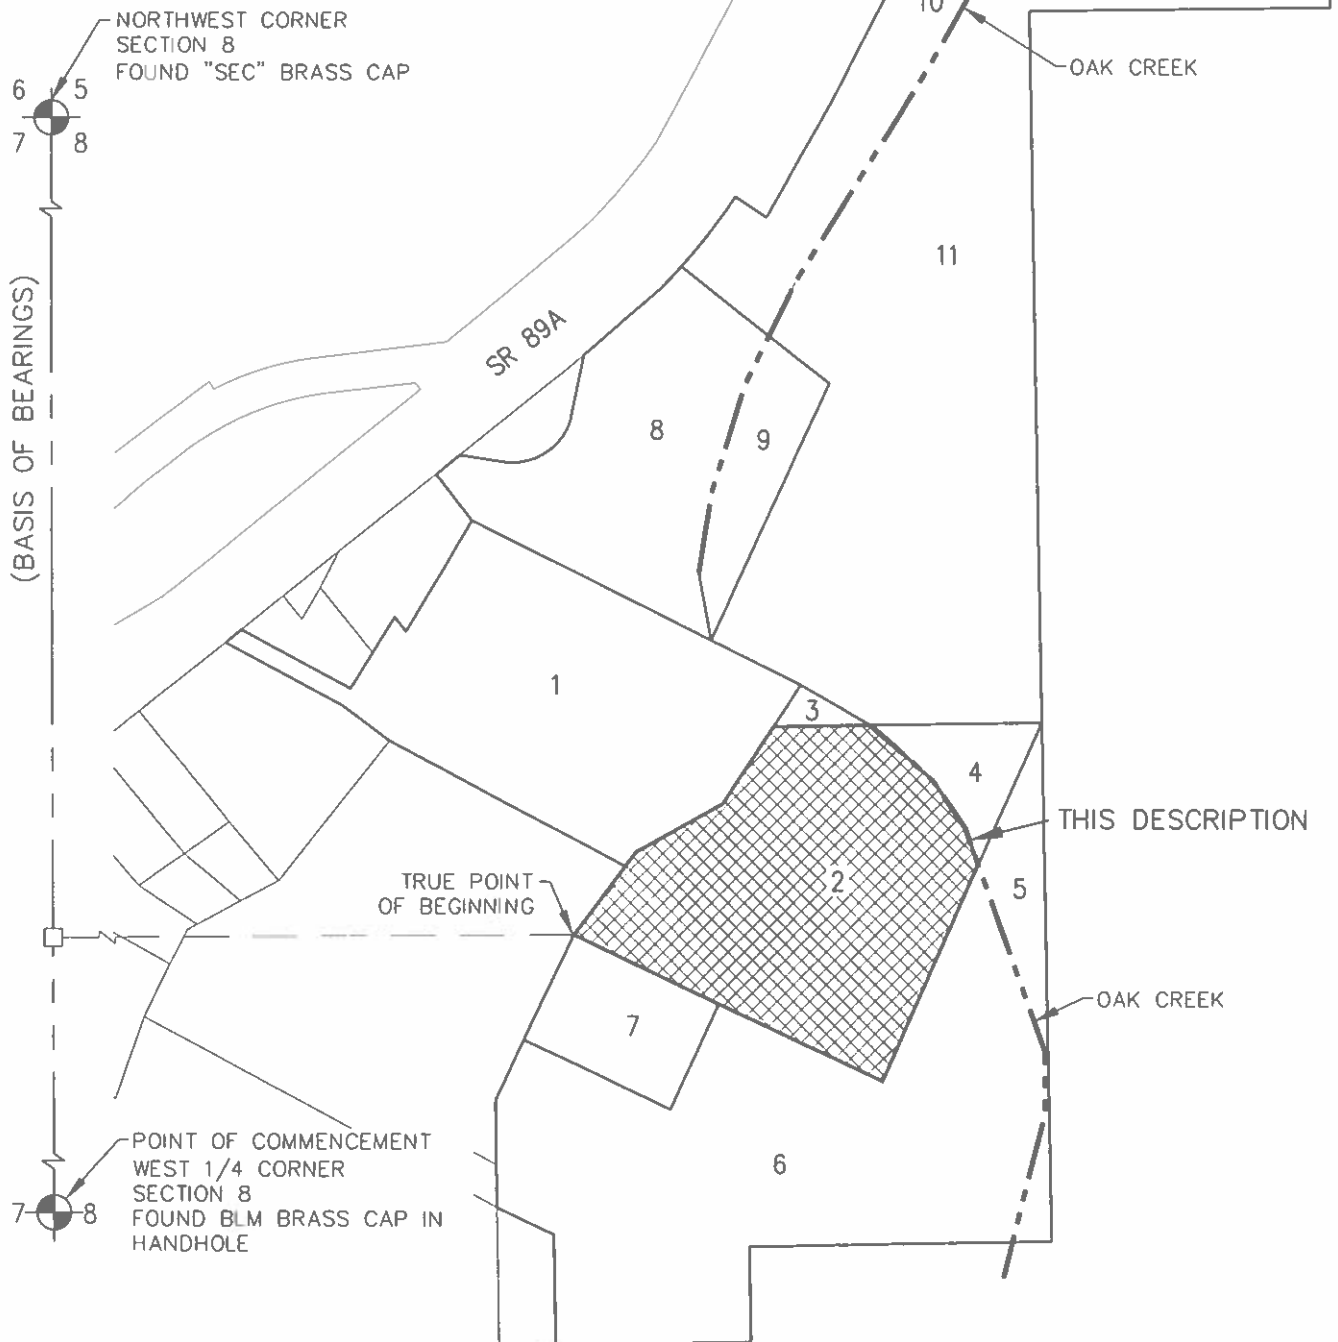 NORTHWEST CORNER
SECTION 8
FOUND "SEC" BRASS CAP
10
OAK CREEK
6 5
7 8
(BASIS OF BEARINGS)
SR 89A
11
8
9
1
3
4
THIS DESCRIPTION
2
5
TRUE POINT
OF BEGINNING
7
OAK CREEK
6
POINT OF COMMENCEMENT
WEST 1/4 CORNER
SECTION 8
FOUND BLM BRASS CAP IN
HANDHOLE
7 8